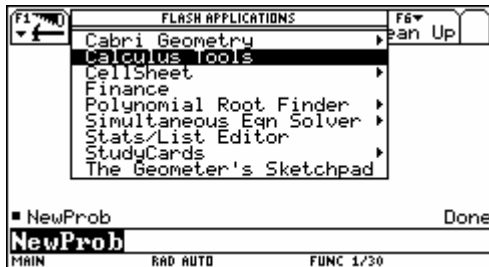 F1
FLASH APPLICATIONS
F6
ean Up
Cabri Geometry
Calculus Tools
CellSheet
Finance
Polynomial Root Finder
Simultaneous Eqn Solver
Stats/List Editor
StudyCards
The Geometer's Sketchpad
NewProb
Done
NewProb
MAIN RAD AUTO FUNC 1/30